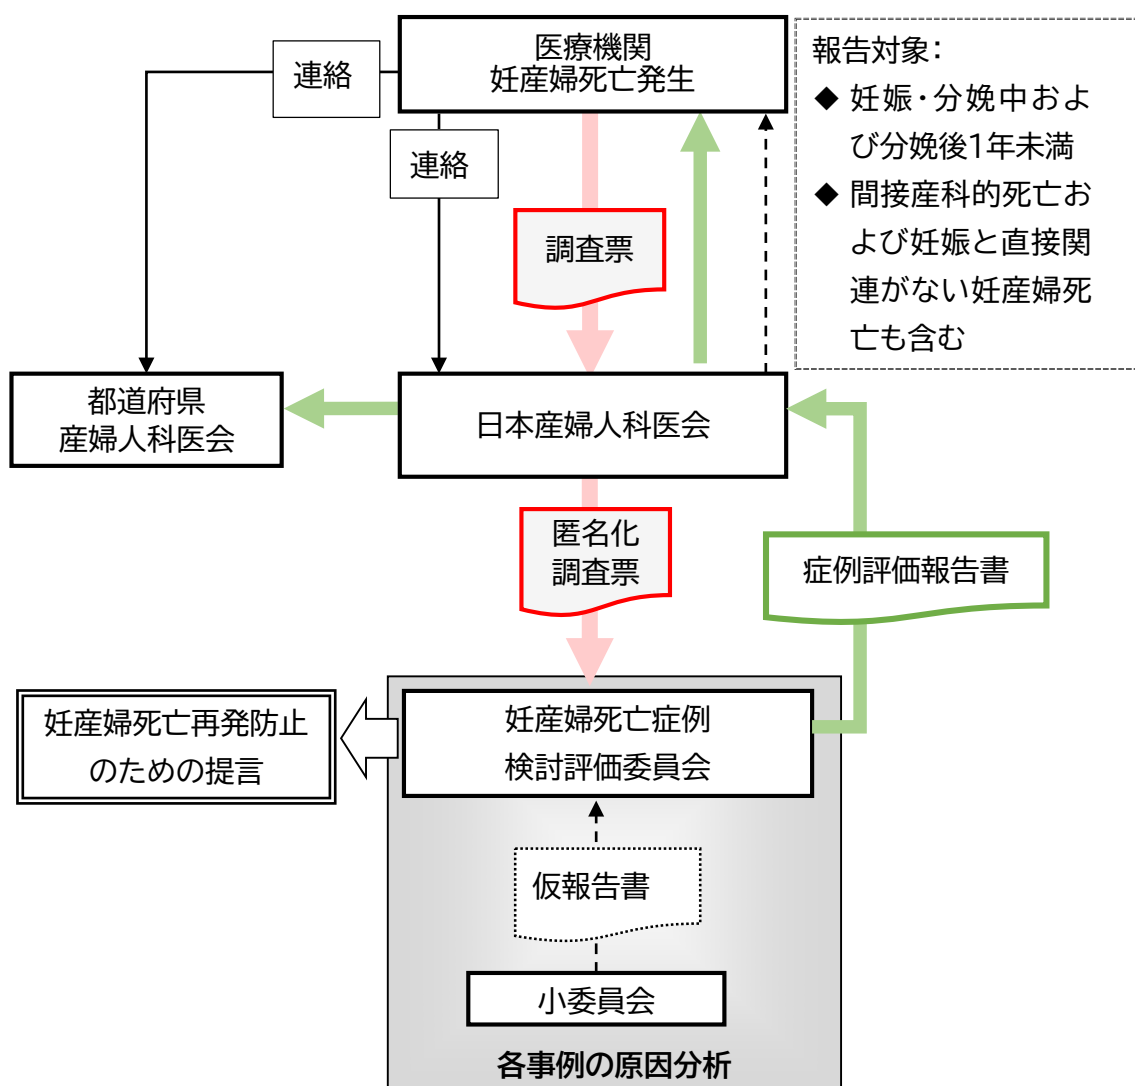 医療機関
妊産婦死亡発生
連絡
連絡
報告対象：
◆ 妊娠・分娩中およ
び分娩後1年未満
◆ 間接産科的死亡お
よび妊娠と直接関
連がない妊産婦死
亡も含む
調査票
都道府県
産婦人科医会
日本産婦人科医会
匿名化
調査票
症例評価報告書
妊産婦死亡再発防止
のための提言
妊産婦死亡症例
検討評価委員会
仮報告書
小委員会
各事例の原因分析